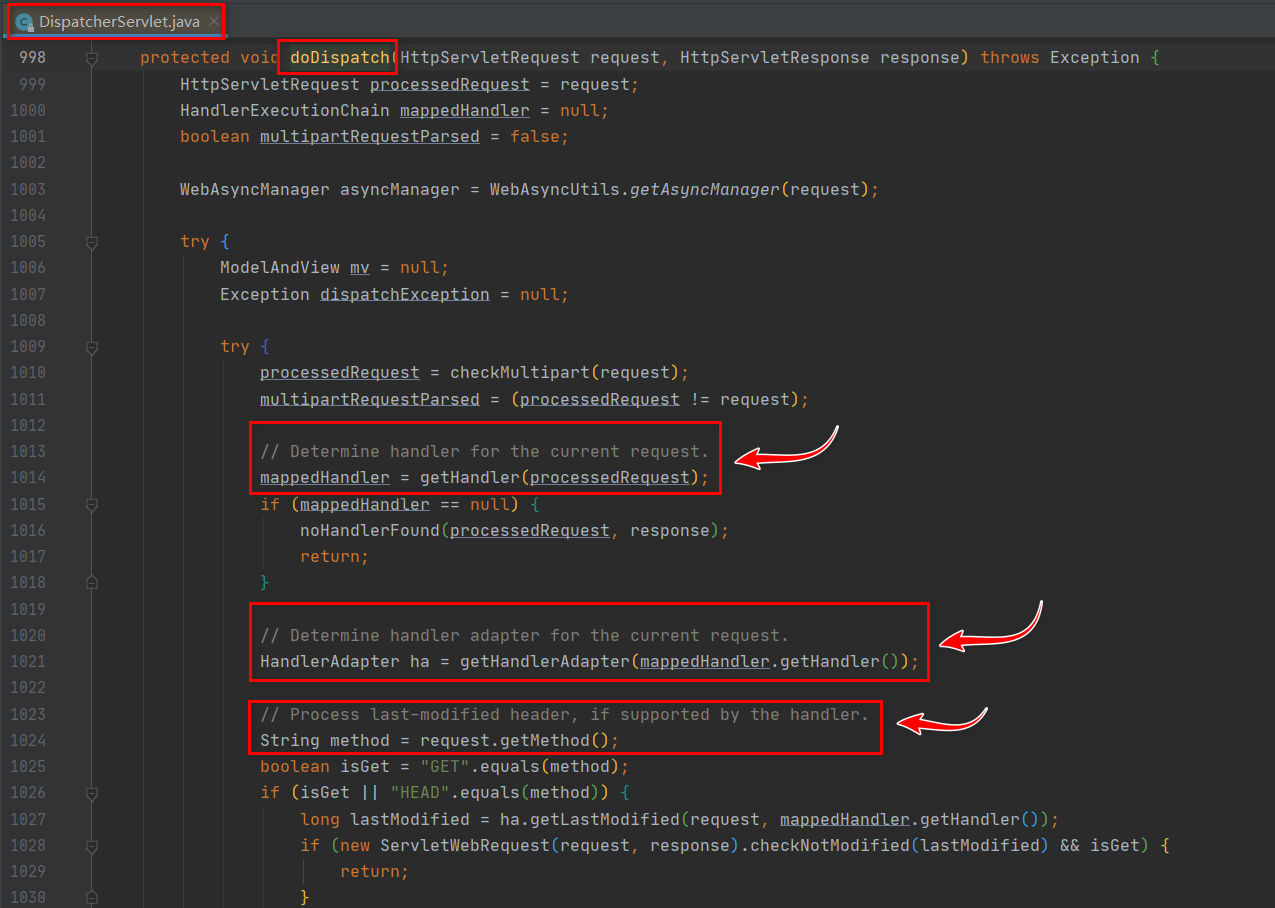 DispatcherServlet.java
998 protected void doDispatch(HttpServletRequest request, HttpServletResponse response) throws Exception {
999 HttpServletRequest processedRequest = request;
1000 HandlerExecutionChain mappedHandler = null;
1001 boolean multipartRequestParsed = false;
1002
1003 WebAsyncManager asyncManager = WebAsyncUtils.getAsyncManager(request);
1004
1005 try {
1006 ModelAndView mv = null;
1007 Exception dispatchException = null;
1008
1009 try {
1010 processedRequest = checkMultipart(request);
1011 multipartRequestParsed = (processedRequest != request);
1012
1013 // Determine handler for the current request.
1014 mappedHandler = getHandler(processedRequest);
1015 if (mappedHandler == null) {
1016 noHandlerFound(processedRequest, response);
1017 return;
1018 }
1019
1020 // Determine handler adapter for the current request.
1021 HandlerAdapter ha = getHandlerAdapter(mappedHandler.getHandler());
1022
1023 // Process last-modified header, if supported by the handler.
1024 String method = request.getMethod();
1025 boolean isGet = "GET".equals(method);
1026 if (isGet || "HEAD".equals(method)) {
1027 long lastModified = ha.getLastModified(request, mappedHandler.getHandler());
1028 if (new ServletWebRequest(request, response).checkNotModified(lastModified) && isGet) {
1029 return;
1030 }